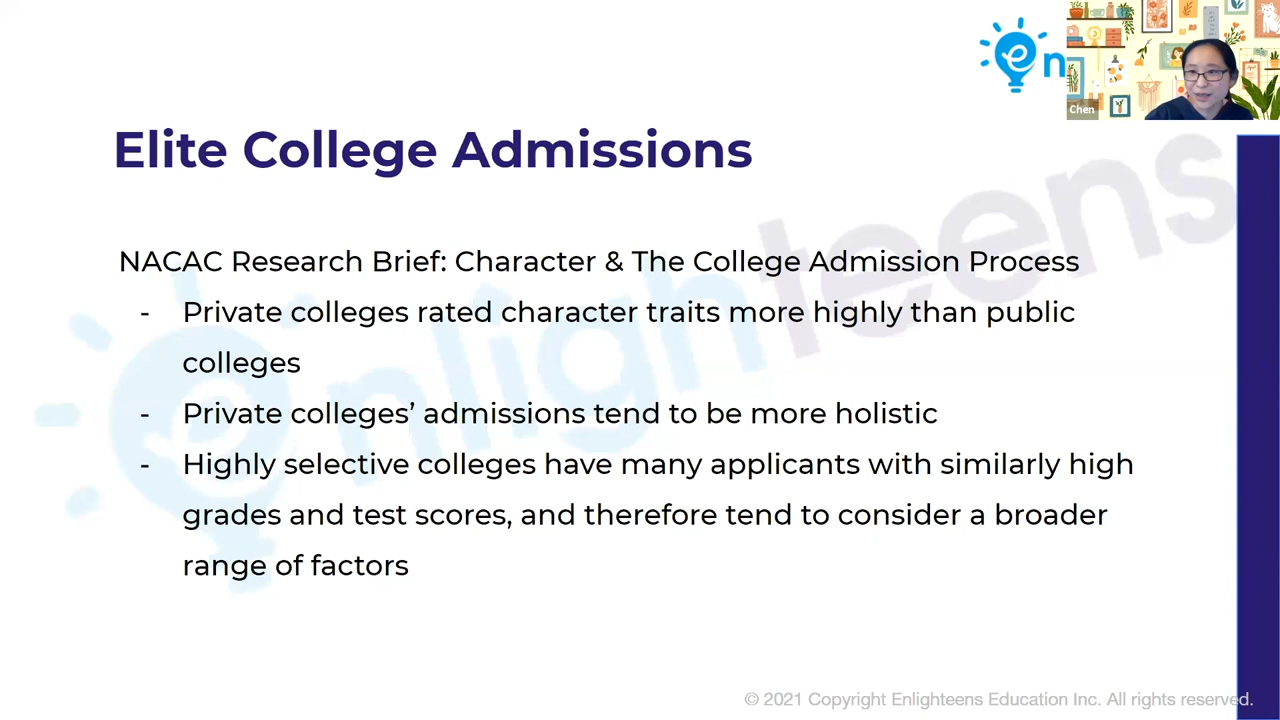 en
Chen
Elite College Admissions
enlighteens
NACAC Research Brief: Character & The College Admission Process
- Private colleges rated character traits more highly than public
colleges
- Private colleges’ admissions tend to be more holistic
- Highly selective colleges have many applicants with similarly high
grades and test scores, and therefore tend to consider a broader
range of factors
© 2021 Copyright Enlighteens Education Inc. All rights reserved.